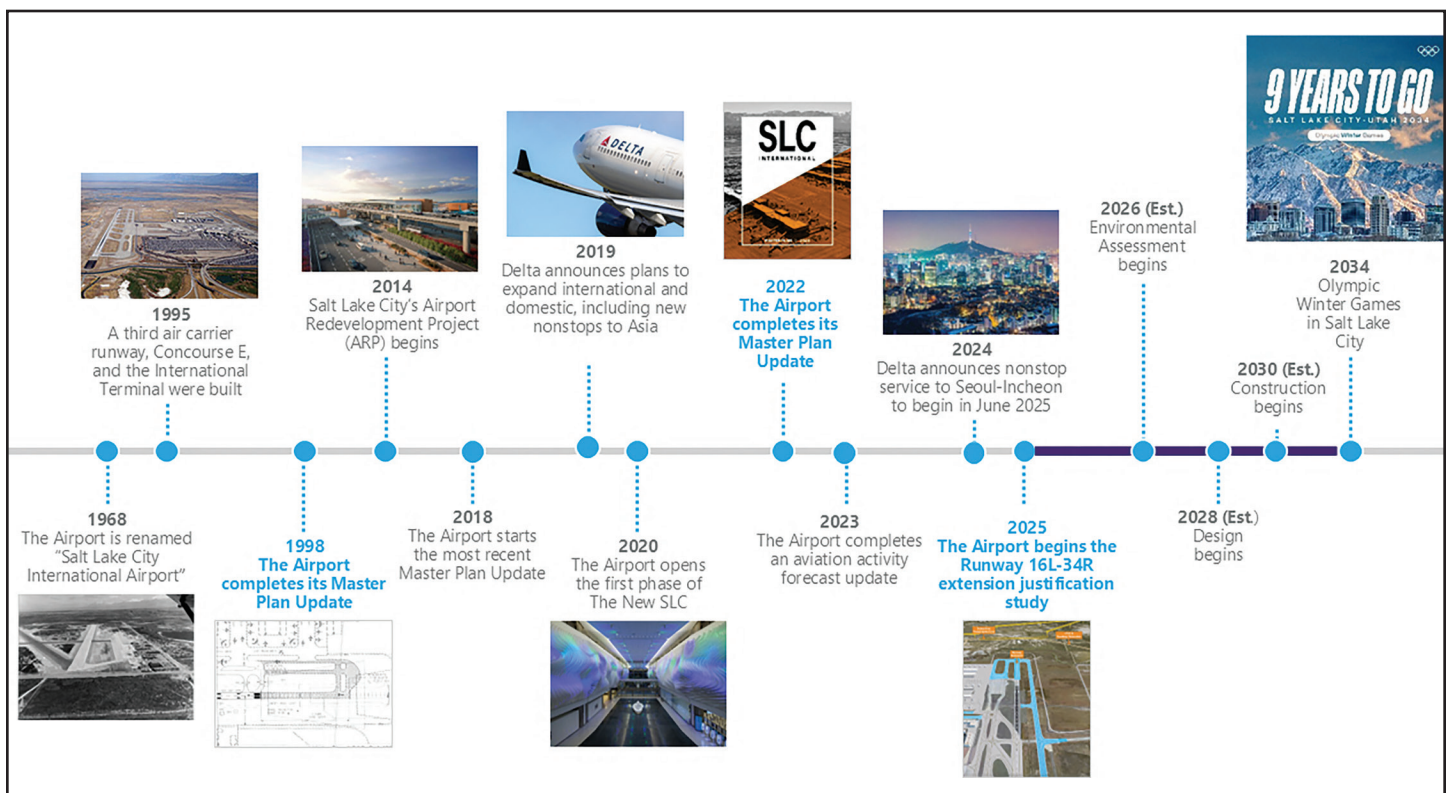 1995
A third air carrier
runway, Concourse E,
and the International
Terminal were built
2014
Salt Lake City's Airport
Redevelopment Project
(ARP) begins
DELTA
2019
Delta announces plans to
expand international and
domestic, including new
nonstops to Asia
SLC
INTERNATIONAL
2022
The Airport
completes its
Master Plan
Update
2024
Delta announces nonstop
service to Seoul-Incheon
to begin in June 2025
2026 (Est.)
Environmental
Assessment
begins
2030 (Est.)
Construction
begins
9 YEARS TO GO
SALT LAKE CITY-UTAH 2034
Olympic Winter Games
2034
Olympic
Winter Games
in Salt Lake
City
1968
The Airport is renamed
“Salt Lake City
International Airport”
1998
The Airport
completes its Master
Plan Update
2018
The Airport starts
the most recent
Master Plan Update
2020
The Airport opens
the first phase of
The New SLC
2023
The Airport completes
an aviation activity
forecast update
2025
The Airport begins the
Runway 16L-34R
extension justification
study
2028 (Est.)
Design
begins